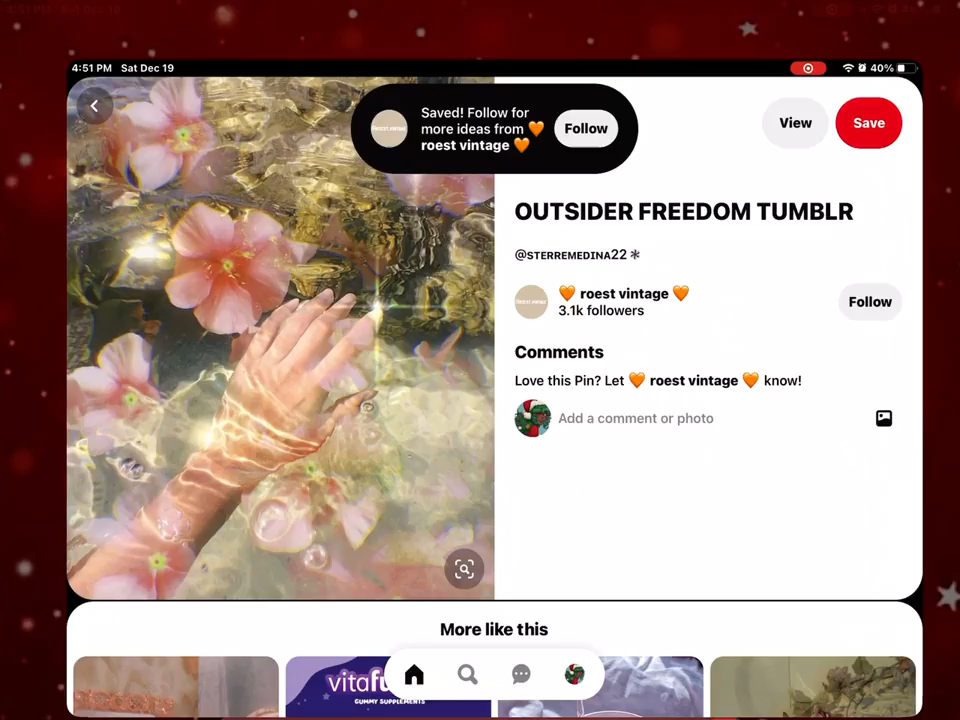 4:51 PM Sat Dec 19
40%
Saved! Follow for
more ideas from 🧡
roest vintage 🧡
Follow
View
Save
OUTSIDER FREEDOM TUMBLR
@STERREMEDINA22 ✻
🧡 roest vintage 🧡
3.1k followers
Follow
Comments
Love this Pin? Let 🧡 roest vintage 🧡 know!
Add a comment or photo
More like this
GUMMY SUPPLEMENTS